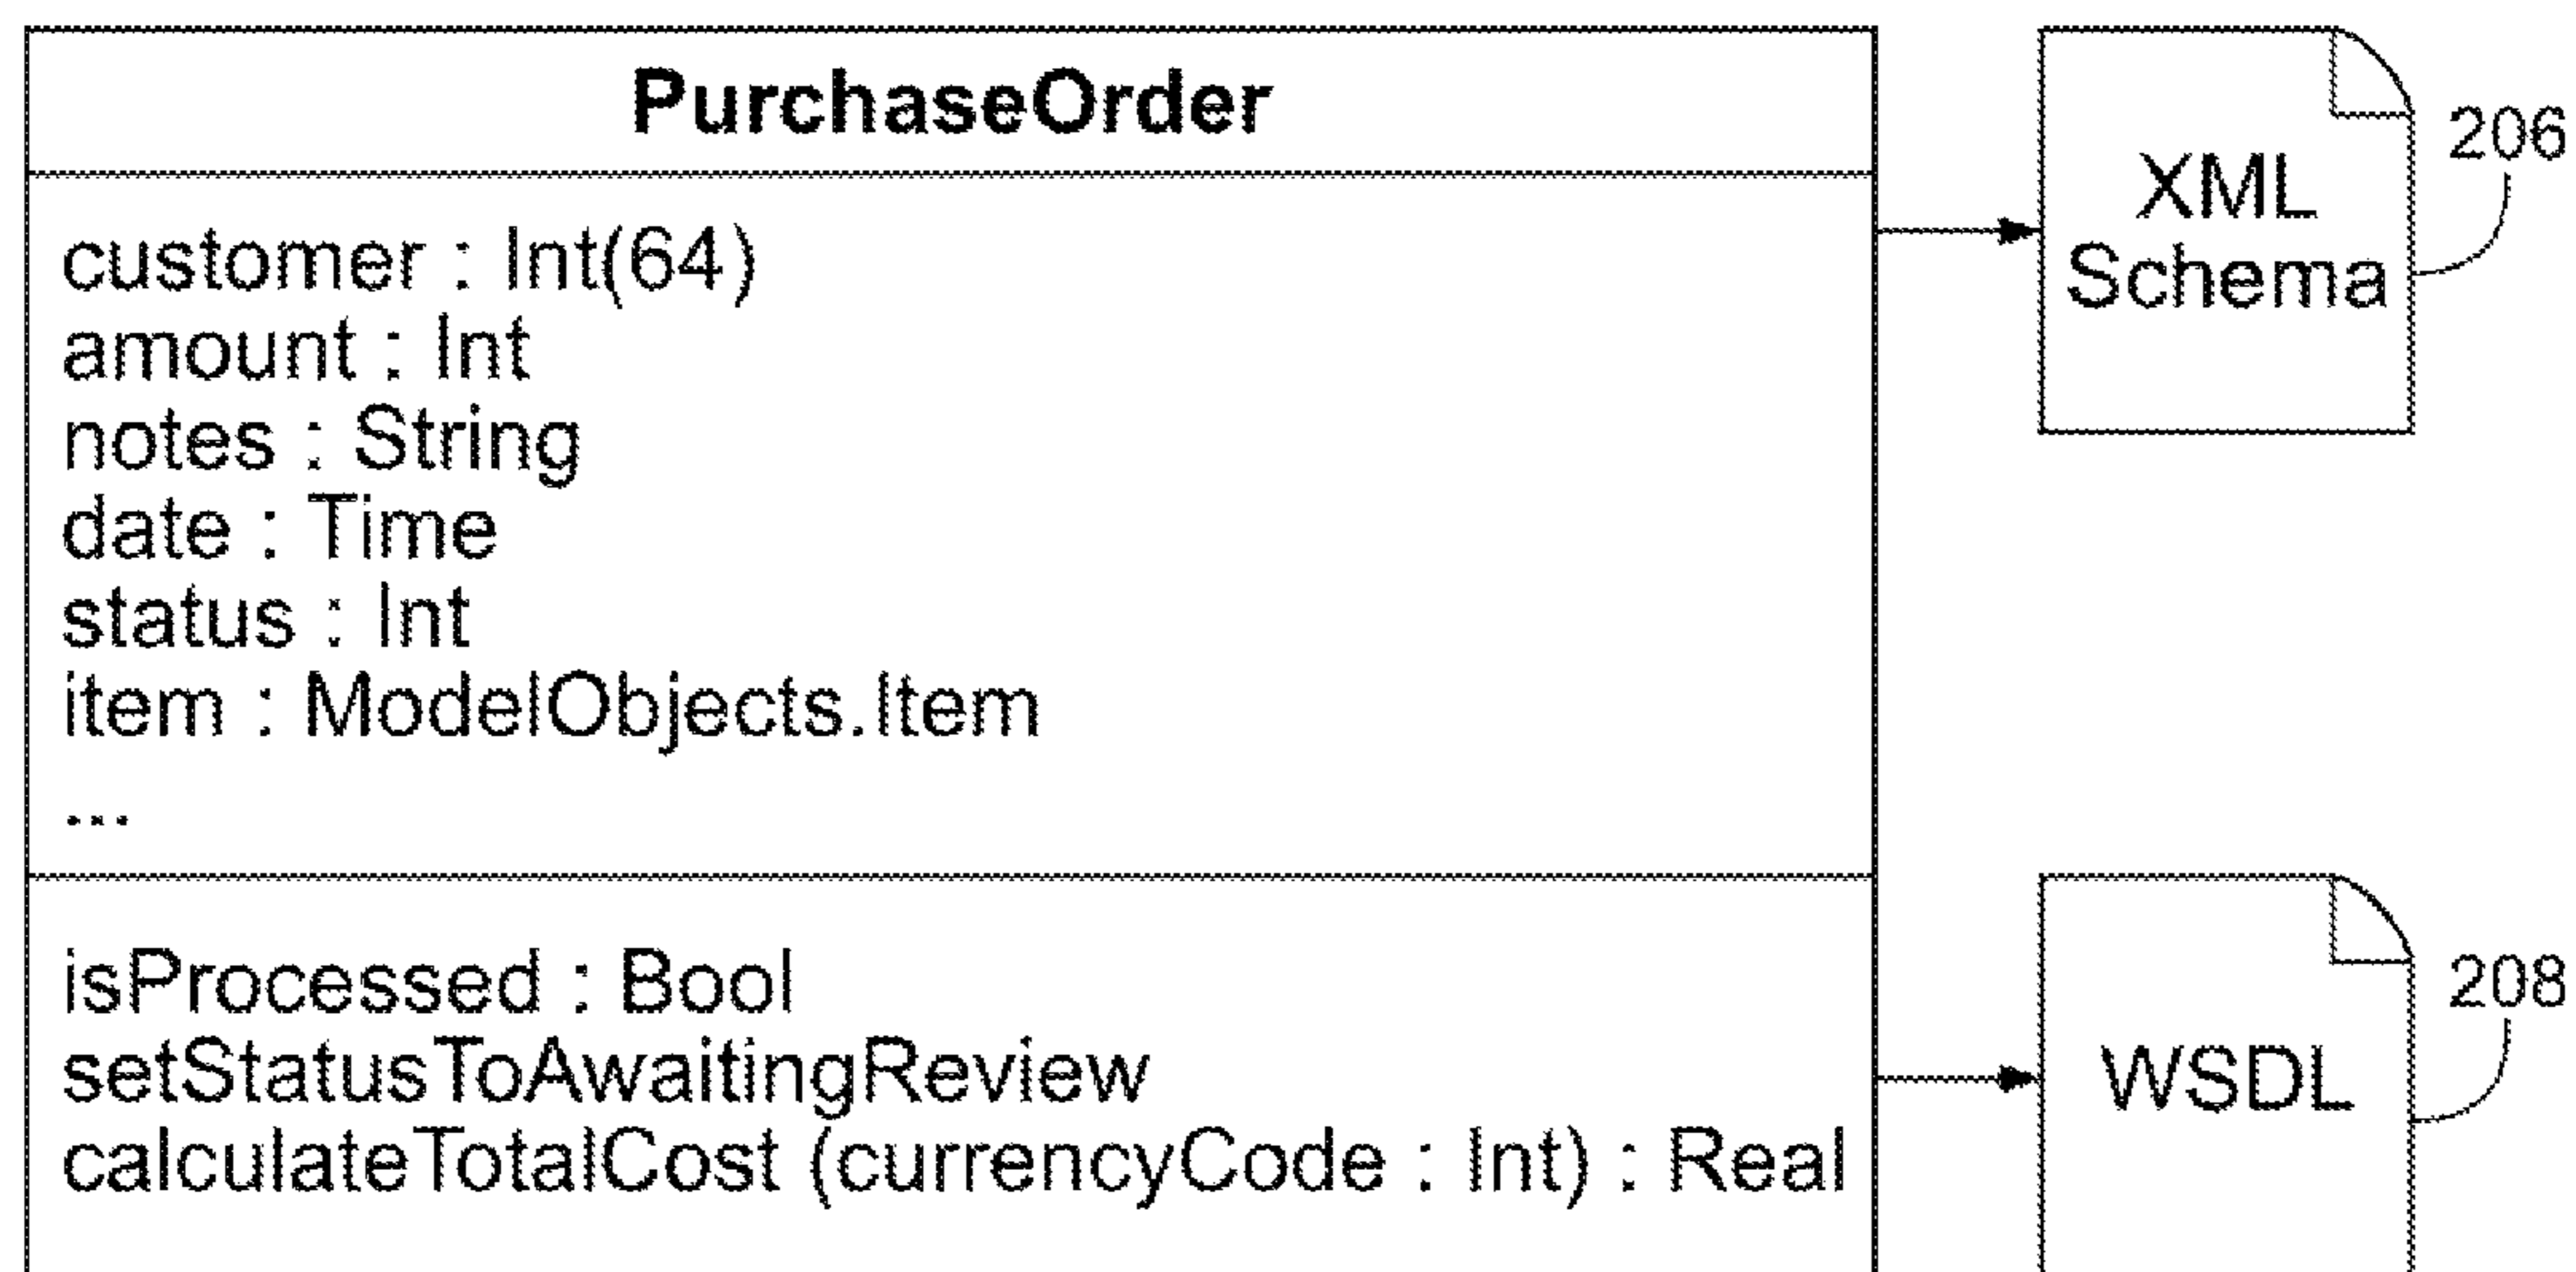 PurchaseOrder
customer : Int(64)
amount : Int
notes : String
date : Time
status : Int
item : ModelObjects.Item
...
isProcessed : Bool
setStatusToAwaitingReview
calculateTotalCost (currencyCode : Int) : Real
XML
Schema
206
WSDL
208